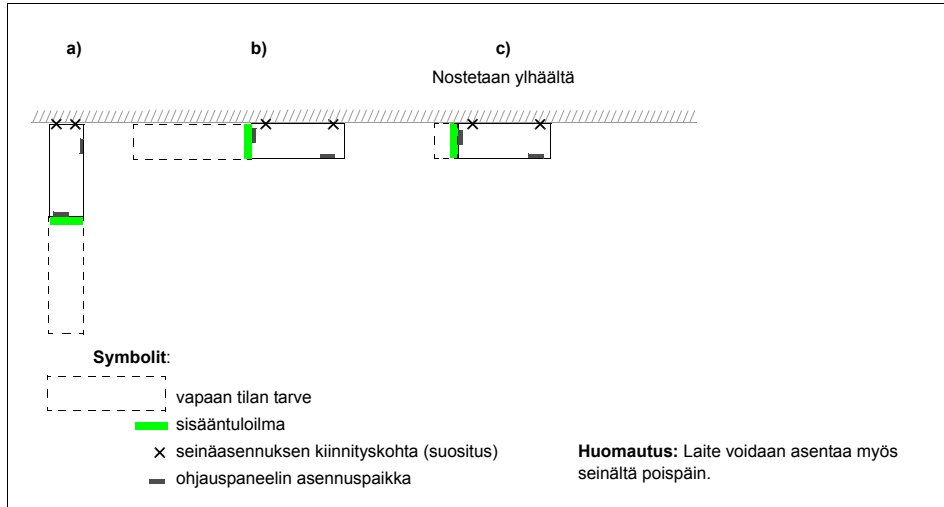 a)
b)
c)
Nostetaan ylhäältä
Symbolit:
vapaan tilan tarve
sisääntuloilma
seinäasennuksen kiinnityskohta (suositus)
ohjauspaneelin asennuspaikka
Huomautus: Laite voidaan asentaa myös
seinältä poispäin.